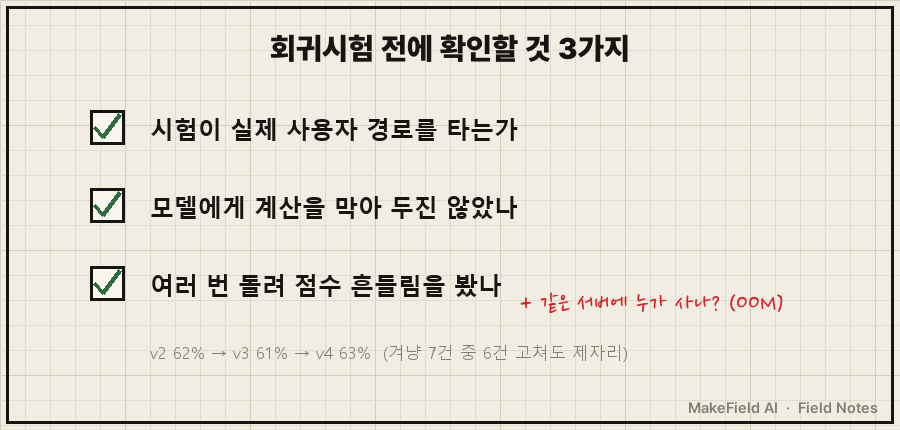 회귀시험 전에 확인할 것 3가지
시험이 실제 사용자 경로를 타는가
모델에게 계산을 막아 두진 않았나
여러 번 돌려 점수 흔들림을 봤나
+ 같은 서버에 누가 사나? (OOM)
v2 62% → v3 61% → v4 63% (겨냥 7건 중 6건 고쳐도 제자리)
MakeField AI · Field Notes